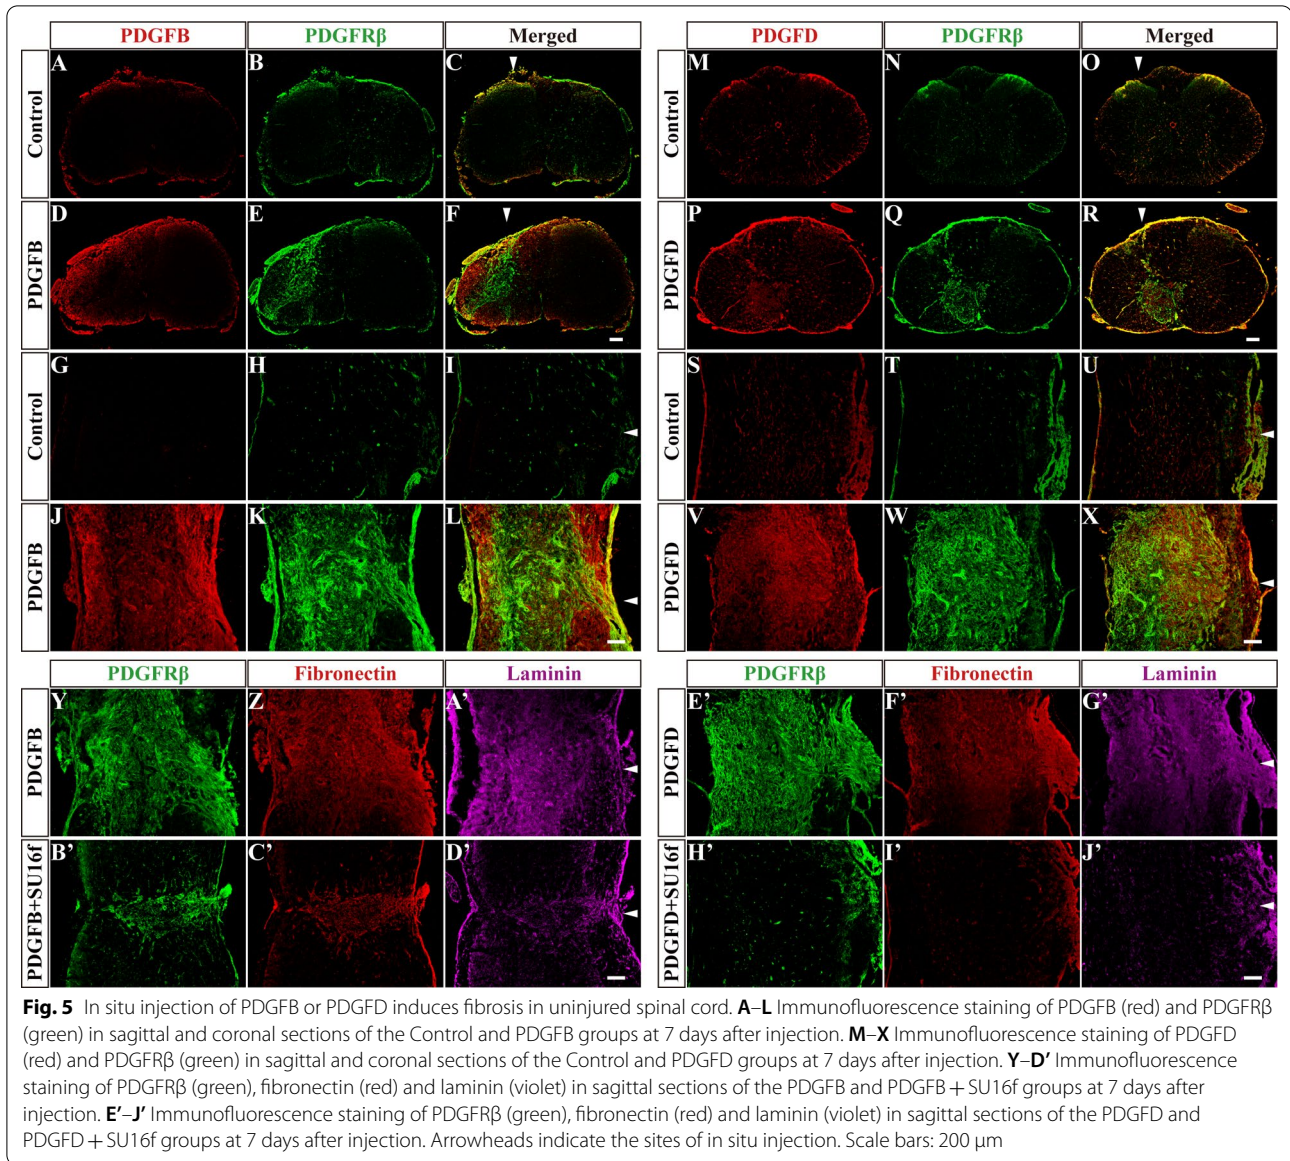 PDGFB PDGFRβ Merged
Control A B C
PDGFB D E F
Control G H I
PDGFB J K L
PDGFD PDGFRβ Merged
Control M N O
PDGFD P Q R
Control S T U
PDGFD V W X
PDGFRβ Fibronectin Laminin
PDGFB Y Z A’
PDGFB+SU16f B’ C’ D’
PDGFRβ Fibronectin Laminin
PDGFD E’ F’ G’
PDGFD+SU16f H’ I’ J’
Fig. 5 In situ injection of PDGFB or PDGFD induces fibrosis in uninjured spinal cord. A–L Immunofluorescence staining of PDGFB (red) and PDGFRβ
(green) in sagittal and coronal sections of the Control and PDGFB groups at 7 days after injection. M–X Immunofluorescence staining of PDGFD
(red) and PDGFRβ (green) in sagittal and coronal sections of the Control and PDGFD groups at 7 days after injection. Y–D’ Immunofluorescence
staining of PDGFRβ (green), fibronectin (red) and laminin (violet) in sagittal sections of the PDGFB and PDGFB + SU16f groups at 7 days after
injection. E’–J’ Immunofluorescence staining of PDGFRβ (green), fibronectin (red) and laminin (violet) in sagittal sections of the PDGFD and
PDGFD + SU16f groups at 7 days after injection. Arrowheads indicate the sites of in situ injection. Scale bars: 200 μm